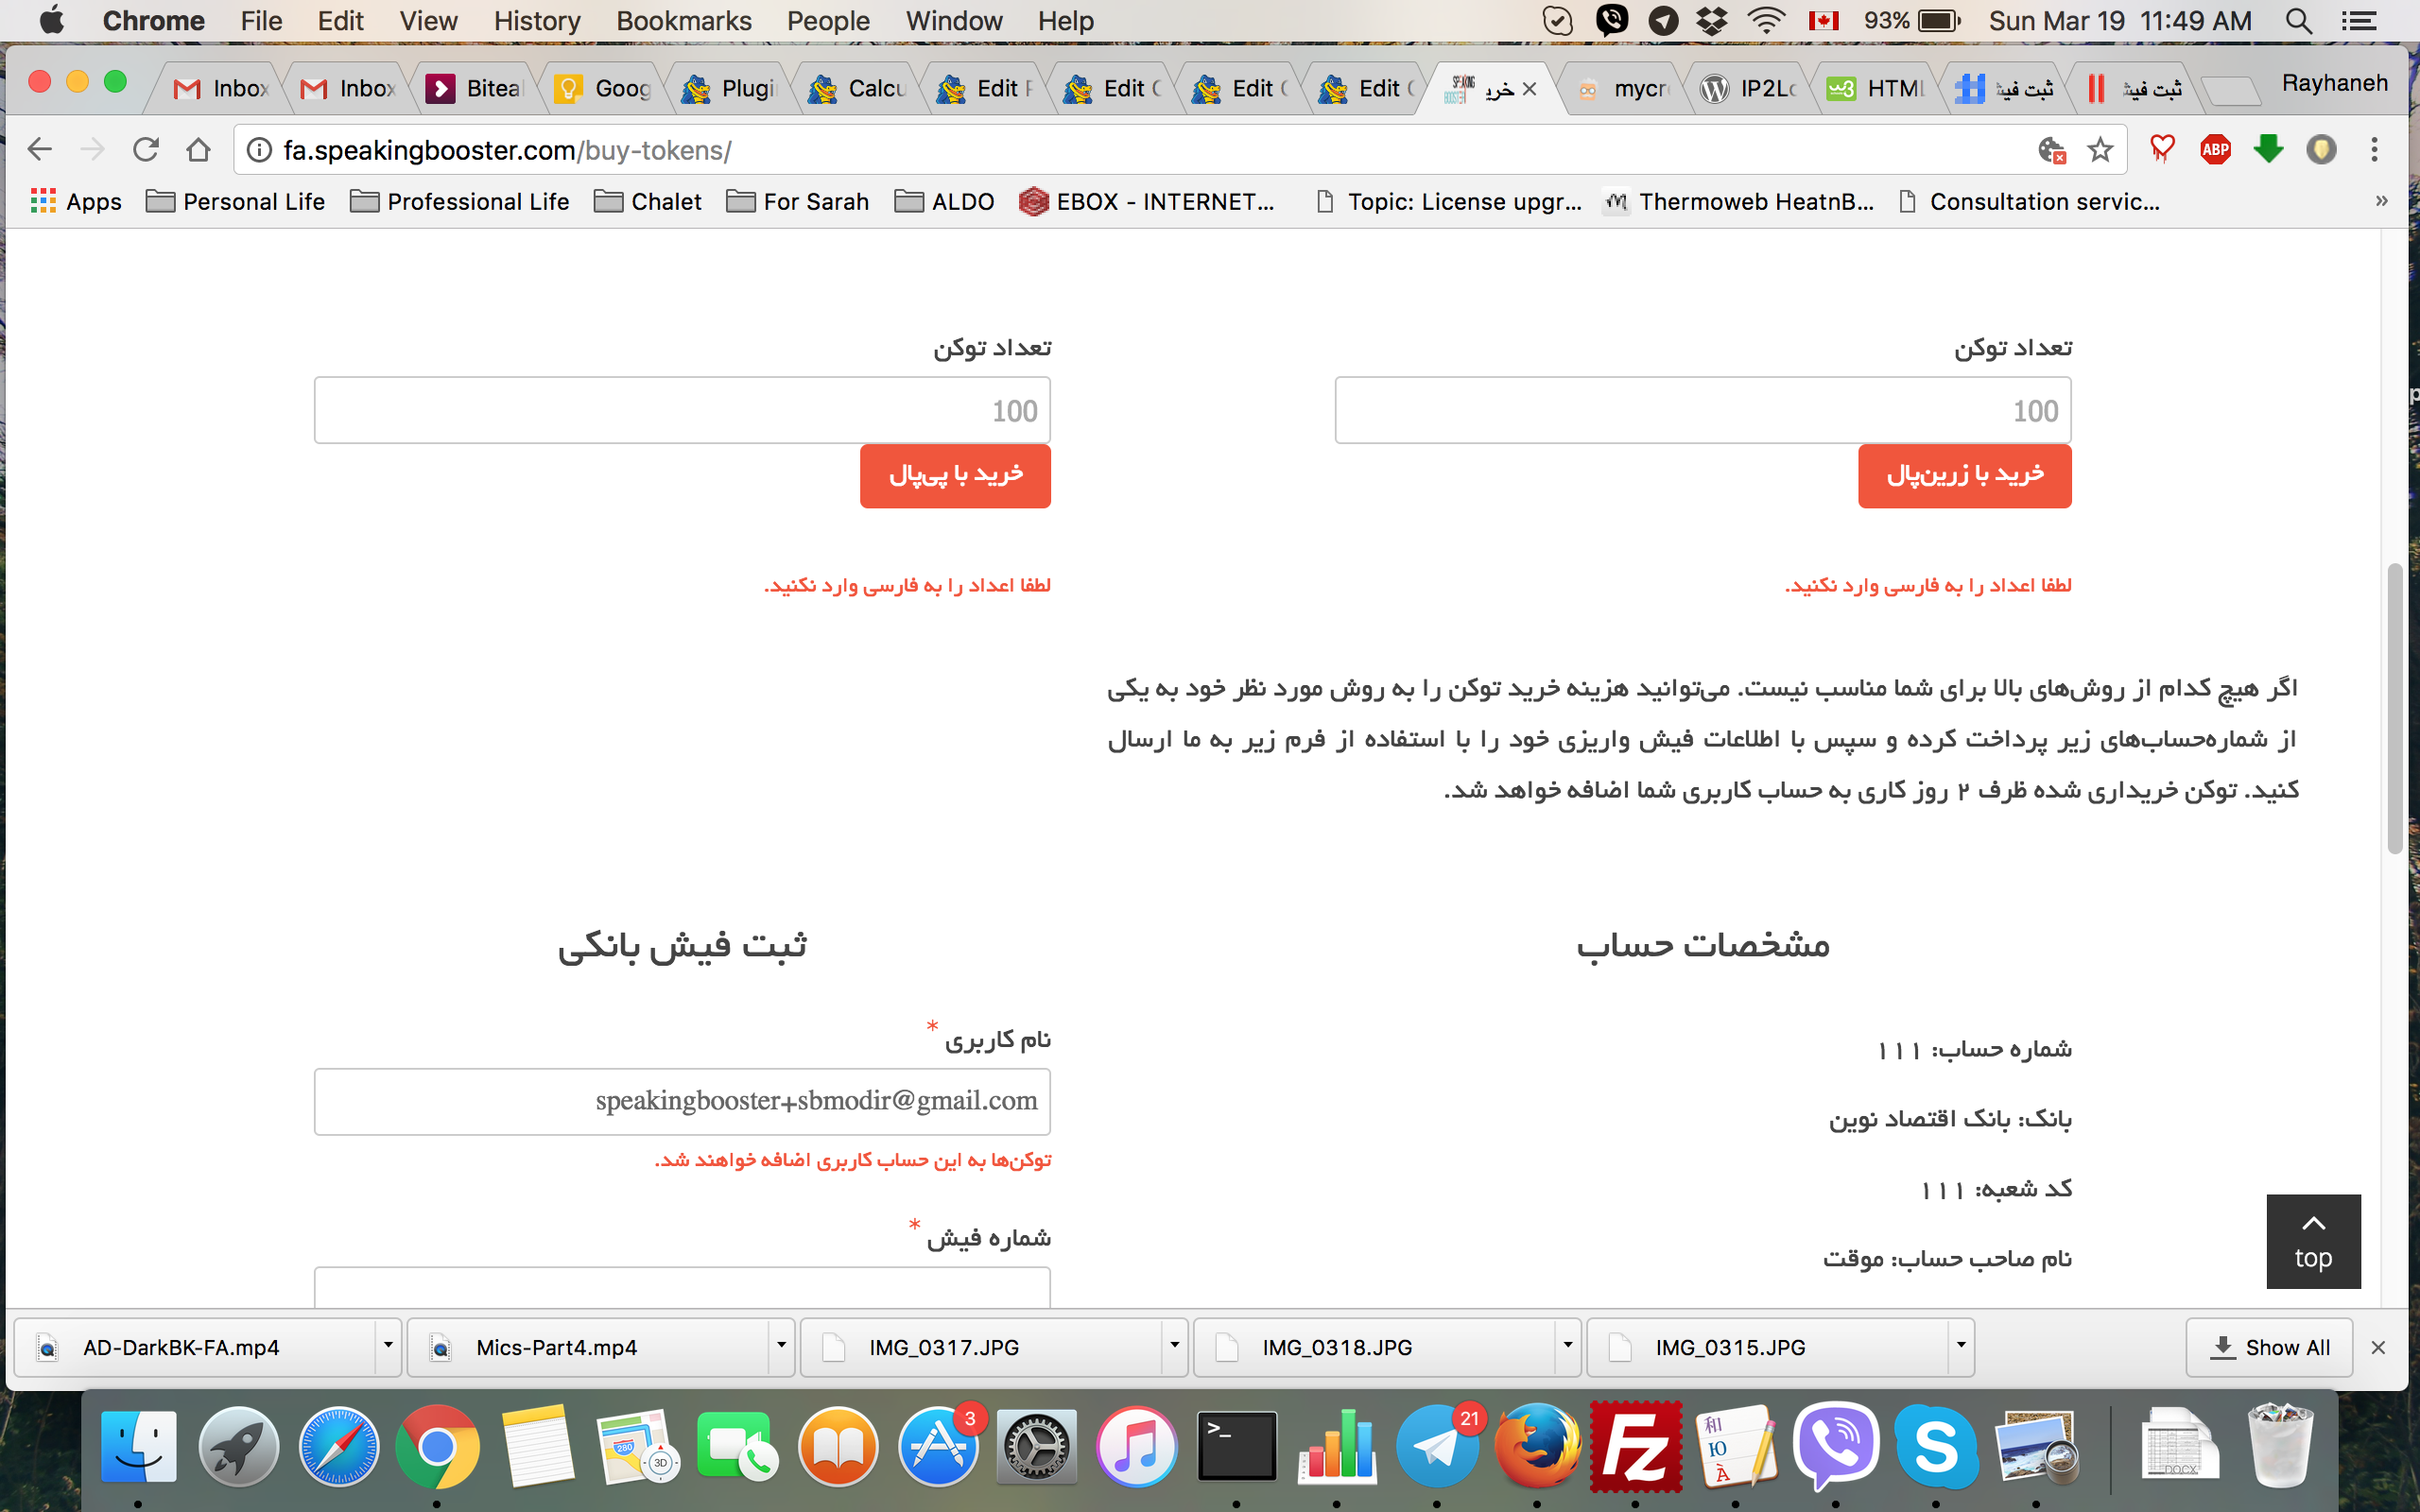 Chrome File Edit View History Bookmarks People Window Help 93% Sun Mar 19 11:49 AM
Inbox Inbox Biteal Goog Plugi Calcu Edit P Edit C Edit C Edit C خرید mycr IP2Lo HTML ثبت فیش ثبت فیش Rayhaneh
fa.speakingbooster.com/buy-tokens/
ABP
Apps Personal Life Professional Life Chalet For Sarah ALDO EBOX - INTERNET... Topic: License upgr... Thermoweb HeatnB... Consultation servic... »
تعداد توکن
100
خرید با زرین‌پال
لطفا اعداد را به فارسی وارد نکنید.
تعداد توکن
100
خرید با پی‌پال
لطفا اعداد را به فارسی وارد نکنید.
اگر هیچ کدام از روش‌های بالا برای شما مناسب نیست. می‌توانید هزینه خرید توکن را به روش مورد نظر خود به یکی
از شماره‌حساب‌های زیر پرداخت کرده و سپس با اطلاعات فیش واریزی خود را با استفاده از فرم زیر به ما ارسال
کنید. توکن خریداری شده ظرف ۲ روز کاری به حساب کاربری شما اضافه خواهد شد.
مشخصات حساب
شماره حساب: ۱۱۱
بانک: بانک اقتصاد نوین
کد شعبه: ۱۱۱
نام صاحب حساب: موقت
ثبت فیش بانکی
نام کاربری *
speakingbooster+sbmodir@gmail.com
توکن‌ها به این حساب کاربری اضافه خواهند شد.
شماره فیش *
top
AD-DarkBK-FA.mp4 Mics-Part4.mp4 IMG_0317.JPG IMG_0318.JPG IMG_0315.JPG Show All
3 21
280 3D >_ Fz S DOCX